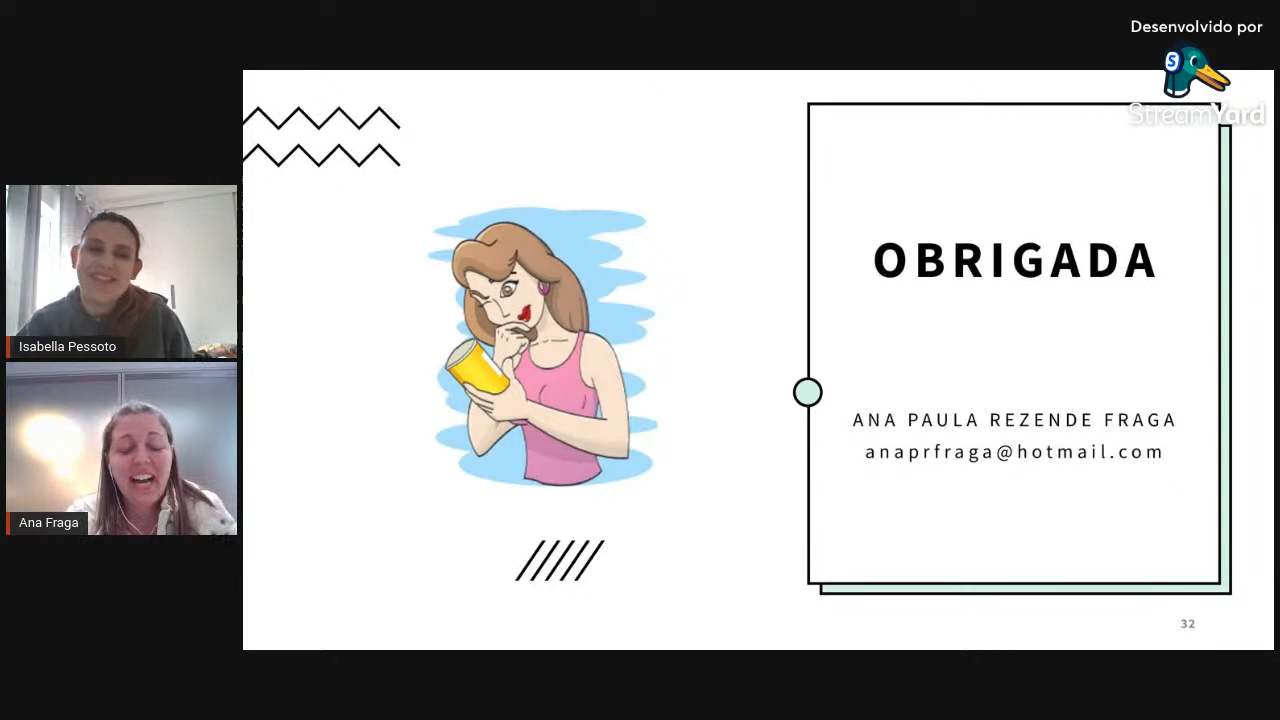 Desenvolvido por
S
StreamYard
OBRIGADA
ANA PAULA REZENDE FRAGA
anaprfraga@hotmail.com
Isabella Pessoto
Ana Fraga
32